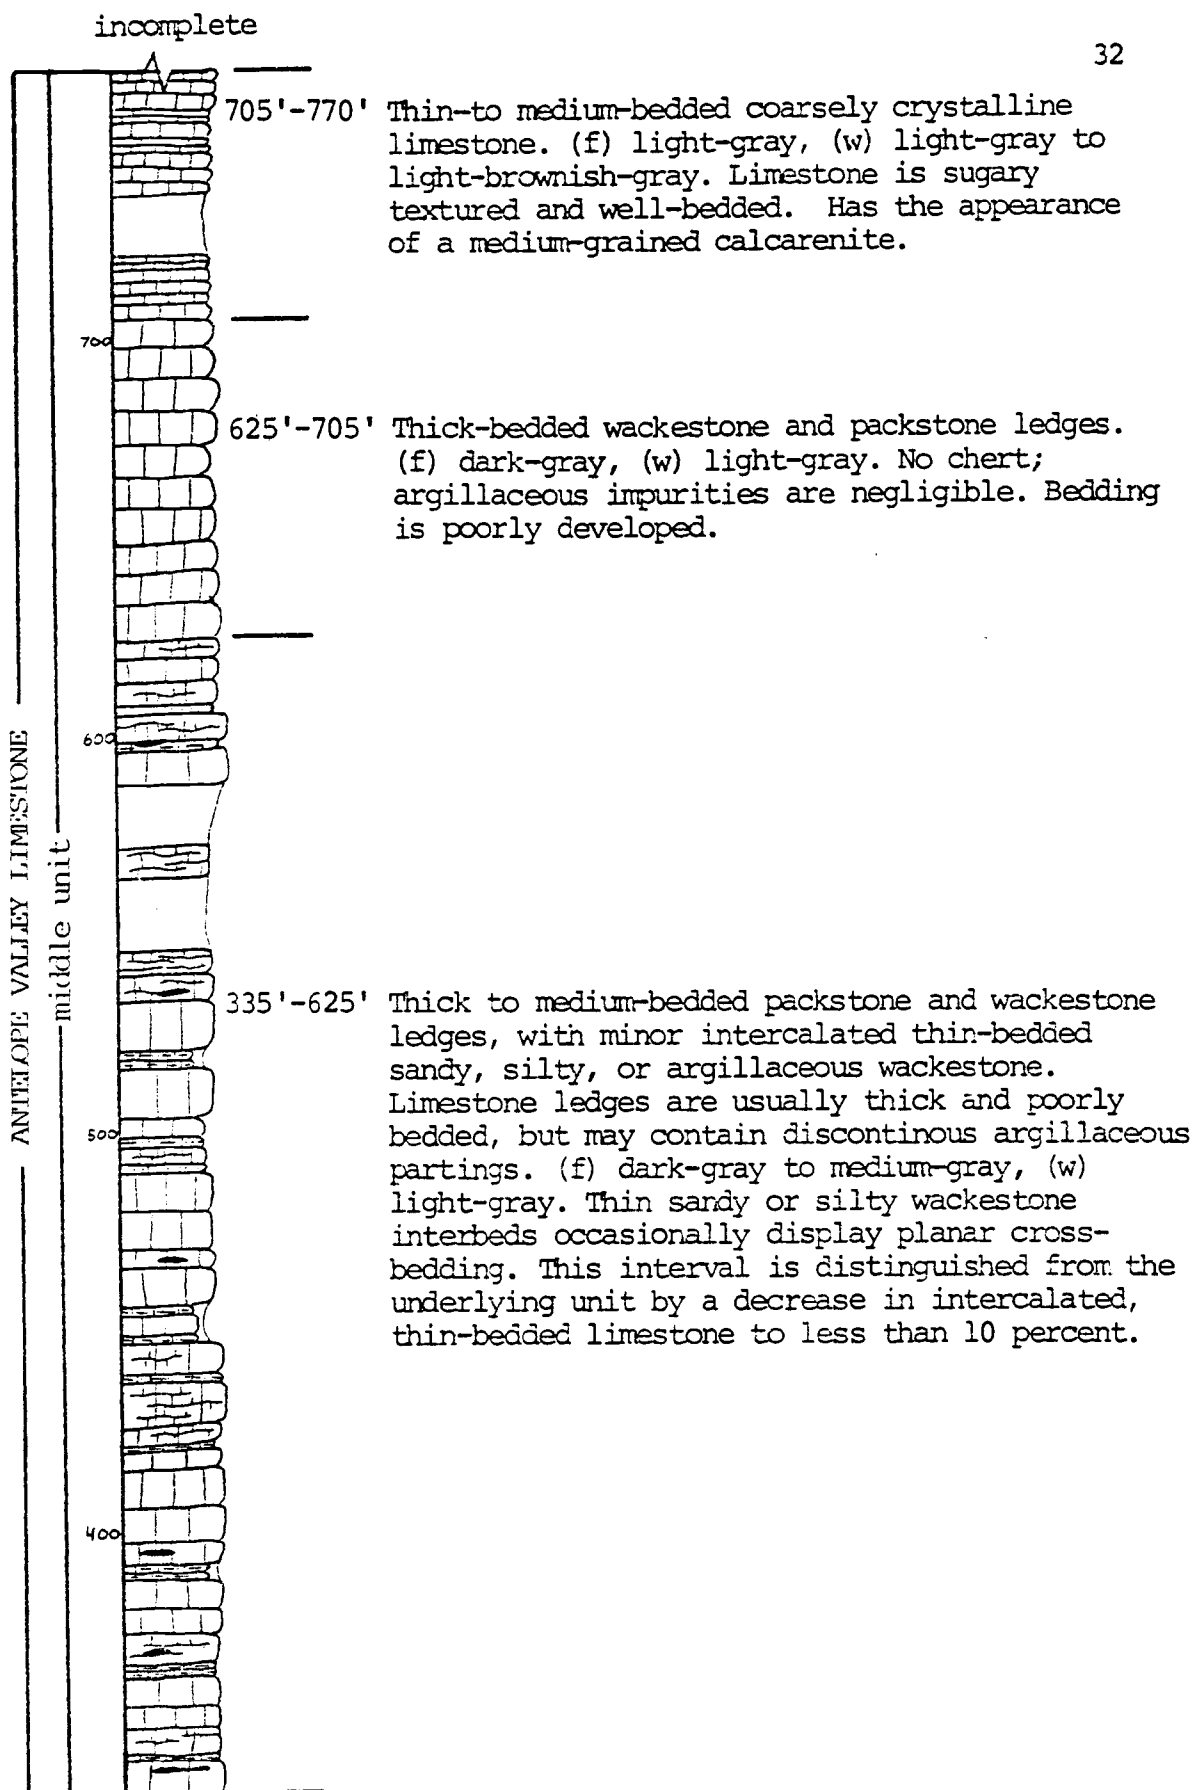 incomplete
32
705'-770' Thin-to medium-bedded coarsely crystalline
limestone. (f) light-gray, (w) light-gray to
light-brownish-gray. Limestone is sugary
textured and well-bedded. Has the appearance
of a medium-grained calcarenite.
700
625'-705' Thick-bedded wackestone and packstone ledges.
(f) dark-gray, (w) light-gray. No chert;
argillaceous impurities are negligible. Bedding
is poorly developed.
600
ANTELOPE VALLEY LIMESTONE
middle unit
335'-625' Thick to medium-bedded packstone and wackestone
ledges, with minor intercalated thin-bedded
sandy, silty, or argillaceous wackestone.
Limestone ledges are usually thick and poorly
bedded, but may contain discontinous argillaceous
partings. (f) dark-gray to medium-gray, (w)
light-gray. Thin sandy or silty wackestone
interbeds occasionally display planar cross-
bedding. This interval is distinguished from the
underlying unit by a decrease in intercalated,
thin-bedded limestone to less than 10 percent.
500
400